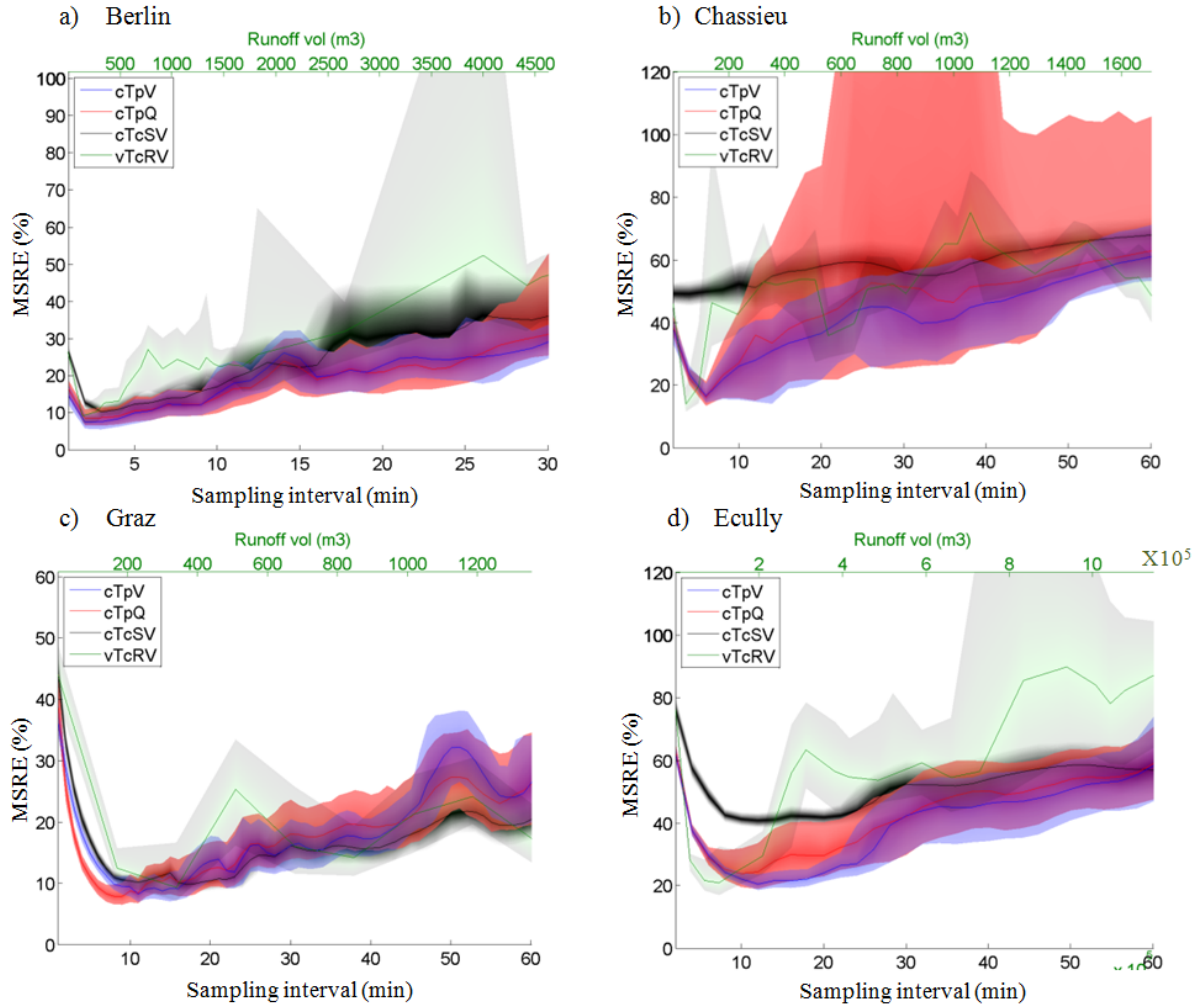 a) Berlin
Runoff vol (m3)
500 1000 1500 2000 2500 3000 3500 4000 4500
100
90
80
70
60
50
40
30
20
10
0
cTpV
cTpQ
cTcSV
vTcRV
MSRE (%)
5 10 15 20 25 30
Sampling interval (min)
b) Chassieu
Runoff vol (m3)
200 400 600 800 1000 1200 1400 1600
120
100
80
60
40
20
0
cTpV
cTpQ
cTcSV
vTcRV
MSRE (%)
10 20 30 40 50 60
Sampling interval (min)
c) Graz
Runoff vol (m3)
200 400 600 800 1000 1200
60
50
40
30
20
10
0
cTpV
cTpQ
cTcSV
vTcRV
MSRE (%)
10 20 30 40 50 60
Sampling interval (min)
d) Ecully
Runoff vol (m3)
2 4 6 8 10 X10⁵
120
100
80
60
40
20
0
cTpV
cTpQ
cTcSV
vTcRV
MSRE (%)
10 20 30 40 50 60
Sampling interval (min)